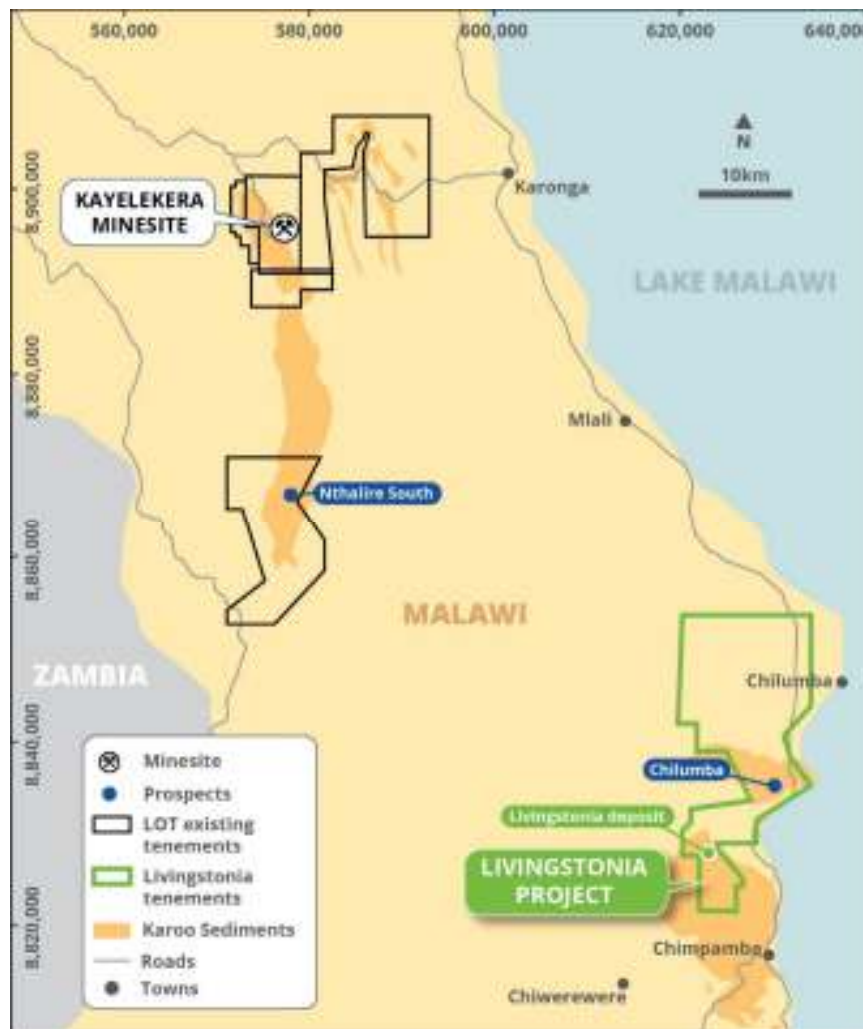 560,000
580,000
600,000
620,000
640,000
8,900,000
8,880,000
8,860,000
8,840,000
8,820,000
N
10km
KAYELEKERA
MINESITE
Karonga
LAKE MALAWI
Mlali
Nthalire South
MALAWI
ZAMBIA
Chilumba
Chilumba
Livingstonia deposit
LIVINGSTONIA
PROJECT
Chimpamba
Chiwerewere
Minesite
Prospects
LOT existing
tenements
Livingstonia
tenements
Karoo Sediments
Roads
Towns